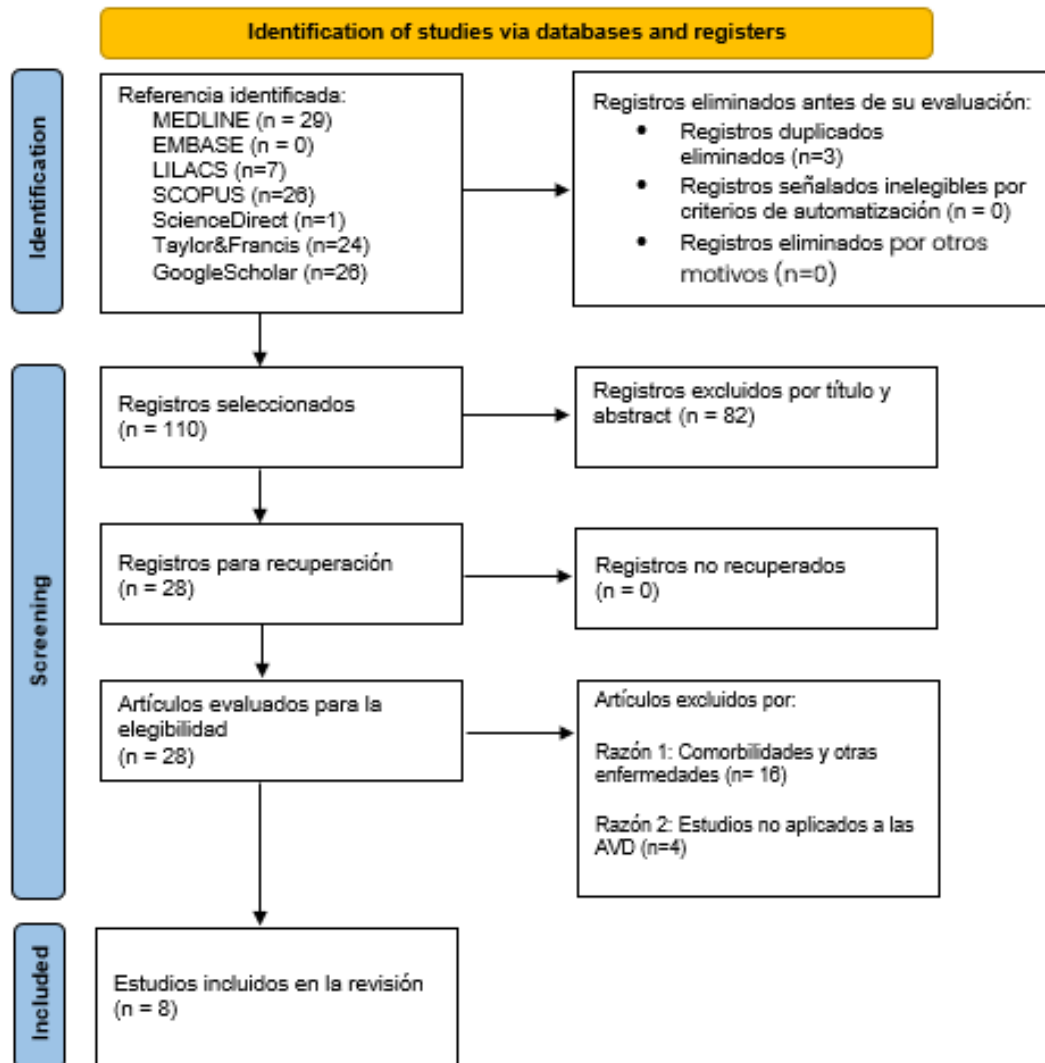 Identification of studies via databases and registers
Identification
Referencia identificada:
MEDLINE (n = 29)
EMBASE (n = 0)
LILACS (n=7)
SCOPUS (n=26)
ScienceDirect (n=1)
Taylor&Francis (n=24)
GoogleScholar (n=26)
Registros eliminados antes de su evaluación:
• Registros duplicados
eliminados (n=3)
• Registros señalados inelegibles por
criterios de automatización (n = 0)
• Registros eliminados por otros
motivos (n=0)
Screening
Registros seleccionados
(n = 110)
Registros excluidos por título y
abstract (n = 82)
Registros para recuperación
(n = 28)
Registros no recuperados
(n = 0)
Artículos evaluados para la
elegibilidad
(n = 28)
Artículos excluidos por:
Razón 1: Comorbilidades y otras
enfermedades (n= 16)
Razón 2: Estudios no aplicados a las
AVD (n=4)
Included
Estudios incluidos en la revisión
(n = 8)